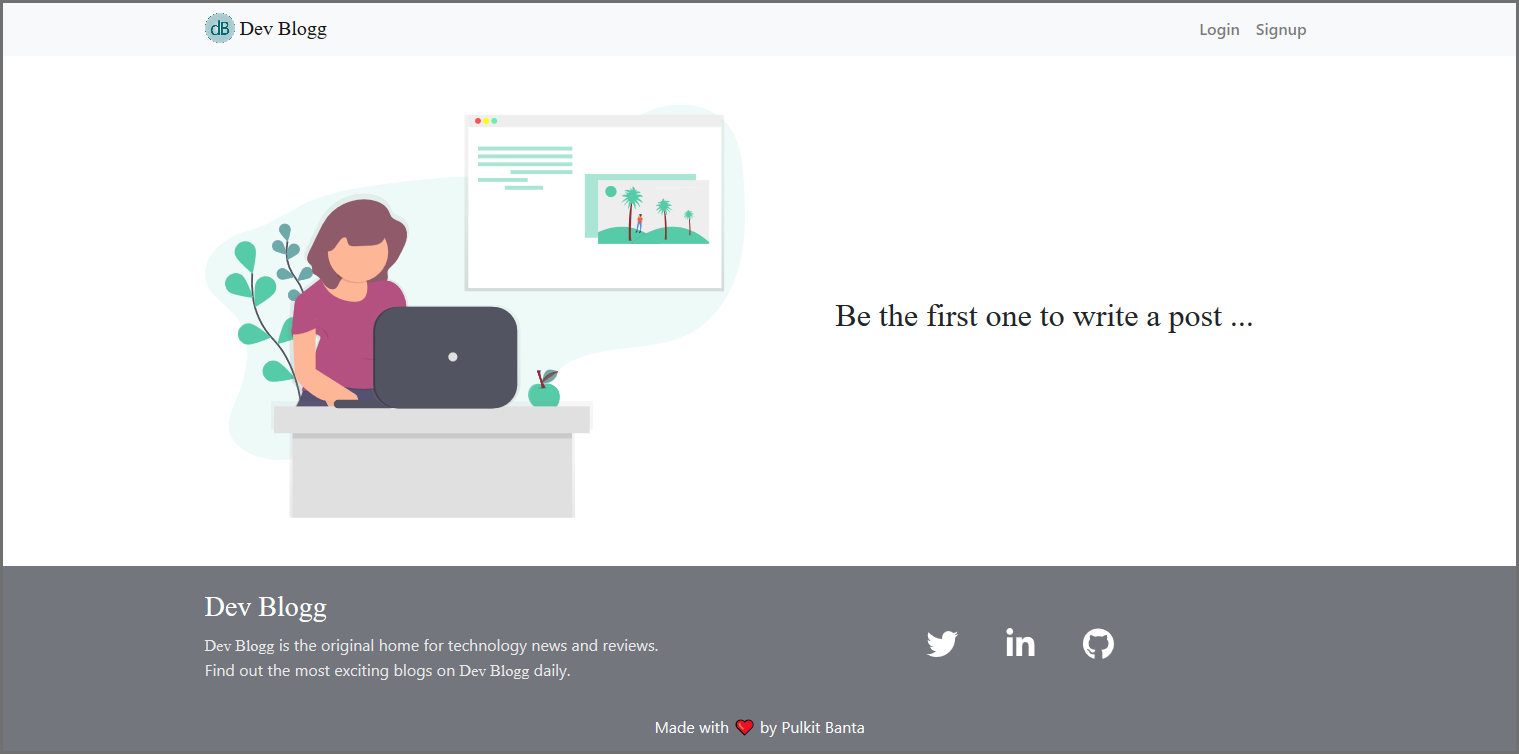 dB Dev Blogg
Login Signup
Be the first one to write a post ...
Dev Blogg
Dev Blogg is the original home for technology news and reviews.
Find out the most exciting blogs on Dev Blogg daily.
in
Made with ❤ by Pulkit Banta